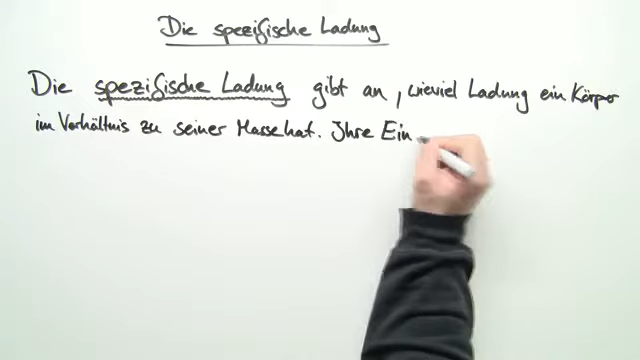 Die spezifische Ladung
Die spezifische Ladung gibt an, wieviel Ladung ein Körper
im Verhältnis zu seiner Masse hat. Ihre Ein